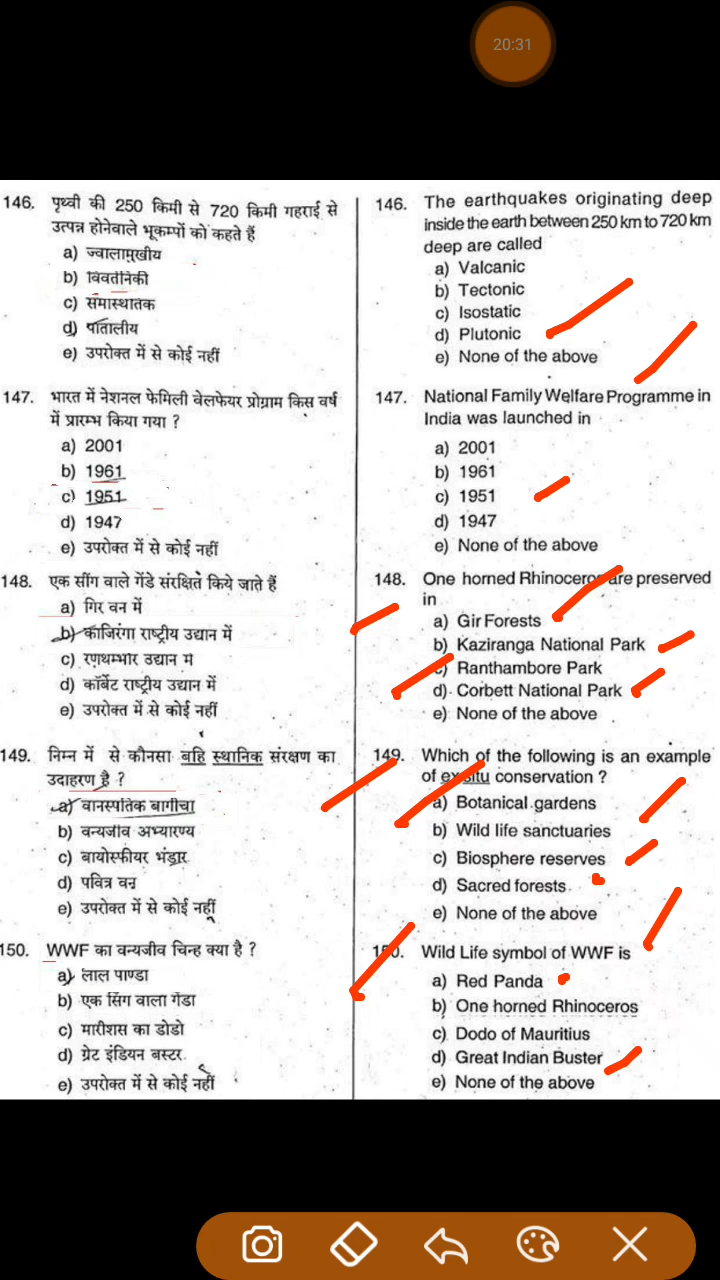 20:31
146. पृथ्वी की 250 किमी से 720 किमी गहराई से
उत्पन्न होनेवाले भूकम्पों को कहते हैं
a) ज्वालामुखीय
b) विवर्तनिकी
c) समास्थातिक
d) पातालीय
e) उपरोक्त में से कोई नहीं
147. भारत में नेशनल फेमिली वेलफेयर प्रोग्राम किस वर्ष
में प्रारम्भ किया गया ?
a) 2001
b) 1961
c) 1951
d) 1947
e) उपरोक्त में से कोई नहीं
148. एक सींग वाले गेंडे संरक्षित किये जाते हैं
a) गिर वन में
b) काजिरंगा राष्ट्रीय उद्यान में
c) रणथम्भोर उद्यान में
d) कॉर्बेट राष्ट्रीय उद्यान में
e) उपरोक्त में से कोई नहीं
149. निम्न में से कौनसा बहि स्थानिक संरक्षण का
उदाहरण है ?
a) वानस्पतिक बागीचा
b) वन्यजीव अभ्यारण्य
c) बायोस्फीयर भंडार
d) पवित्र वन
e) उपरोक्त में से कोई नहीं
150. WWF का वन्यजीव चिन्ह क्या है ?
a) लाल पाण्डा
b) एक सिंग वाला गेंडा
c) मारीशस का डोडो
d) ग्रेट इंडियन बस्टर
e) उपरोक्त में से कोई नहीं
146. The earthquakes originating deep
inside the earth between 250 km to 720 km
deep are called
a) Valcanic
b) Tectonic
c) Isostatic
d) Plutonic
e) None of the above
147. National Family Welfare Programme in
India was launched in
a) 2001
b) 1961
c) 1951
d) 1947
e) None of the above
148. One horned Rhinoceros are preserved
in
a) Gir Forests
b) Kaziranga National Park
c) Ranthambore Park
d) Corbett National Park
e) None of the above
149. Which of the following is an example
of ex situ conservation ?
a) Botanical gardens
b) Wild life sanctuaries
c) Biosphere reserves
d) Sacred forests
e) None of the above
150. Wild Life symbol of WWF is
a) Red Panda
b) One horned Rhinoceros
c) Dodo of Mauritius
d) Great Indian Buster
e) None of the above